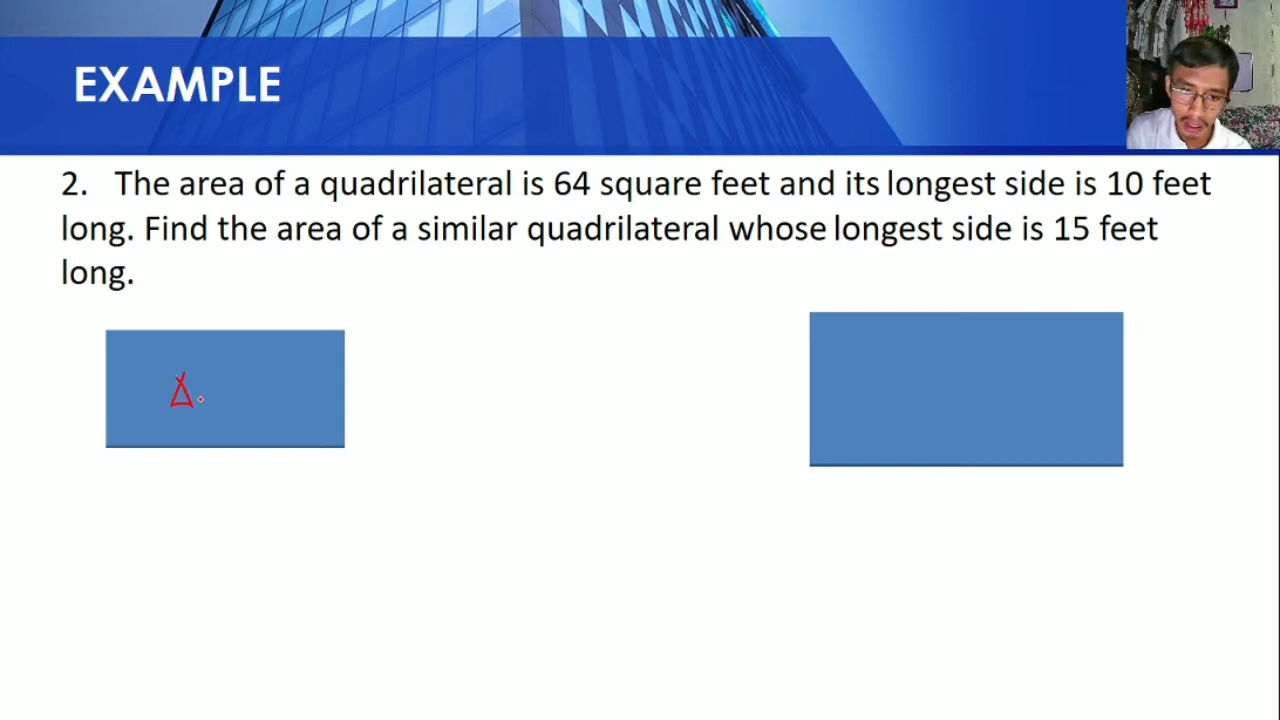 EXAMPLE
2. The area of a quadrilateral is 64 square feet and its longest side is 10 feet
long. Find the area of a similar quadrilateral whose longest side is 15 feet
long.
A